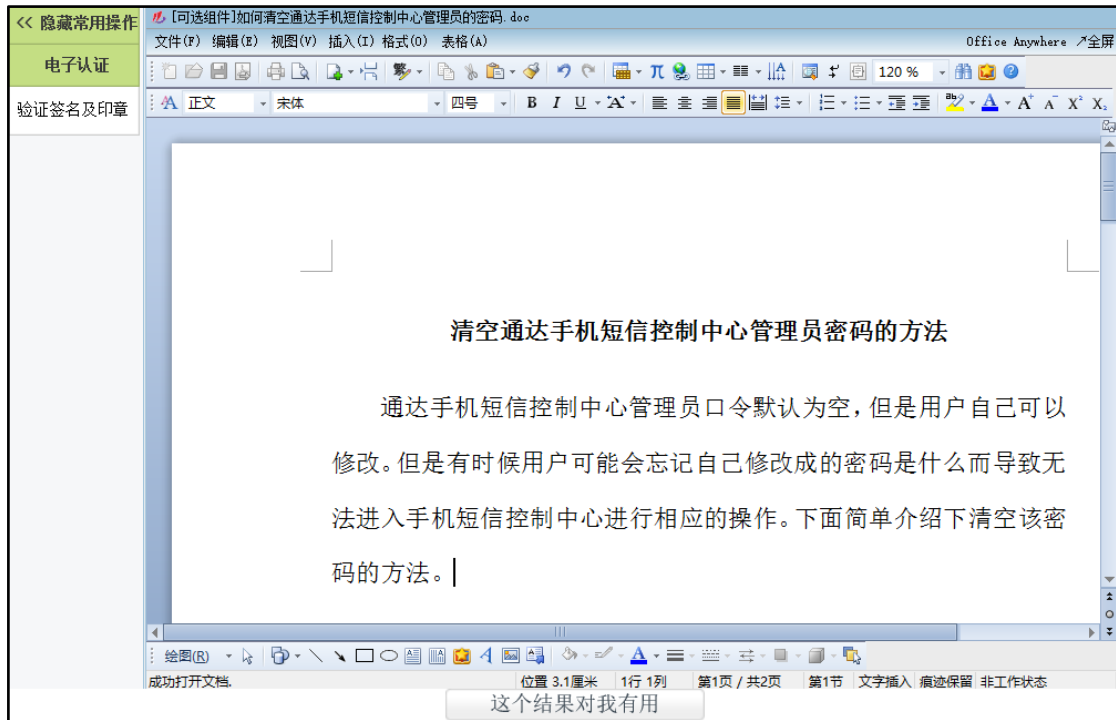 << 隐藏常用操作
电子认证
验证签名及印章
[可选组件]如何清空通达手机短信控制中心管理员的密码.doc
文件(F) 编辑(E) 视图(V) 插入(I) 格式(O) 表格(A) Office Anywhere ↗全屏
繁 π 120 %
正文 宋体 四号 B I U A A A A X² X₂
清空通达手机短信控制中心管理员密码的方法
通达手机短信控制中心管理员口令默认为空，但是用户自己可以
修改。但是有时候用户可能会忘记自己修改成的密码是什么而导致无
法进入手机短信控制中心进行相应的操作。下面简单介绍下清空该密
码的方法。
绘图(R)
成功打开文档. 位置 3.1厘米 1行 1列 第1页 / 共2页 第1节 文字插入 痕迹保留 非工作状态
这个结果对我有用